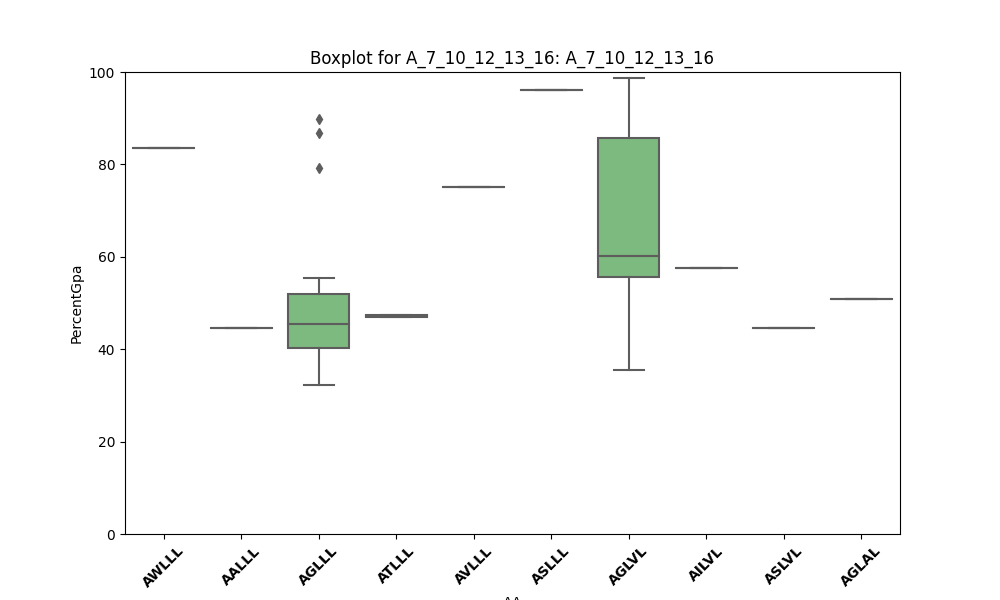 Boxplot for A_7_10_12_13_16: A_7_10_12_13_16
PercentGpa
100
80
60
40
20
0
AWLLL
AALLL
AGLLL
ATLLL
AVLLL
ASLLL
AGLVL
AILVL
ASLVL
AGLAL